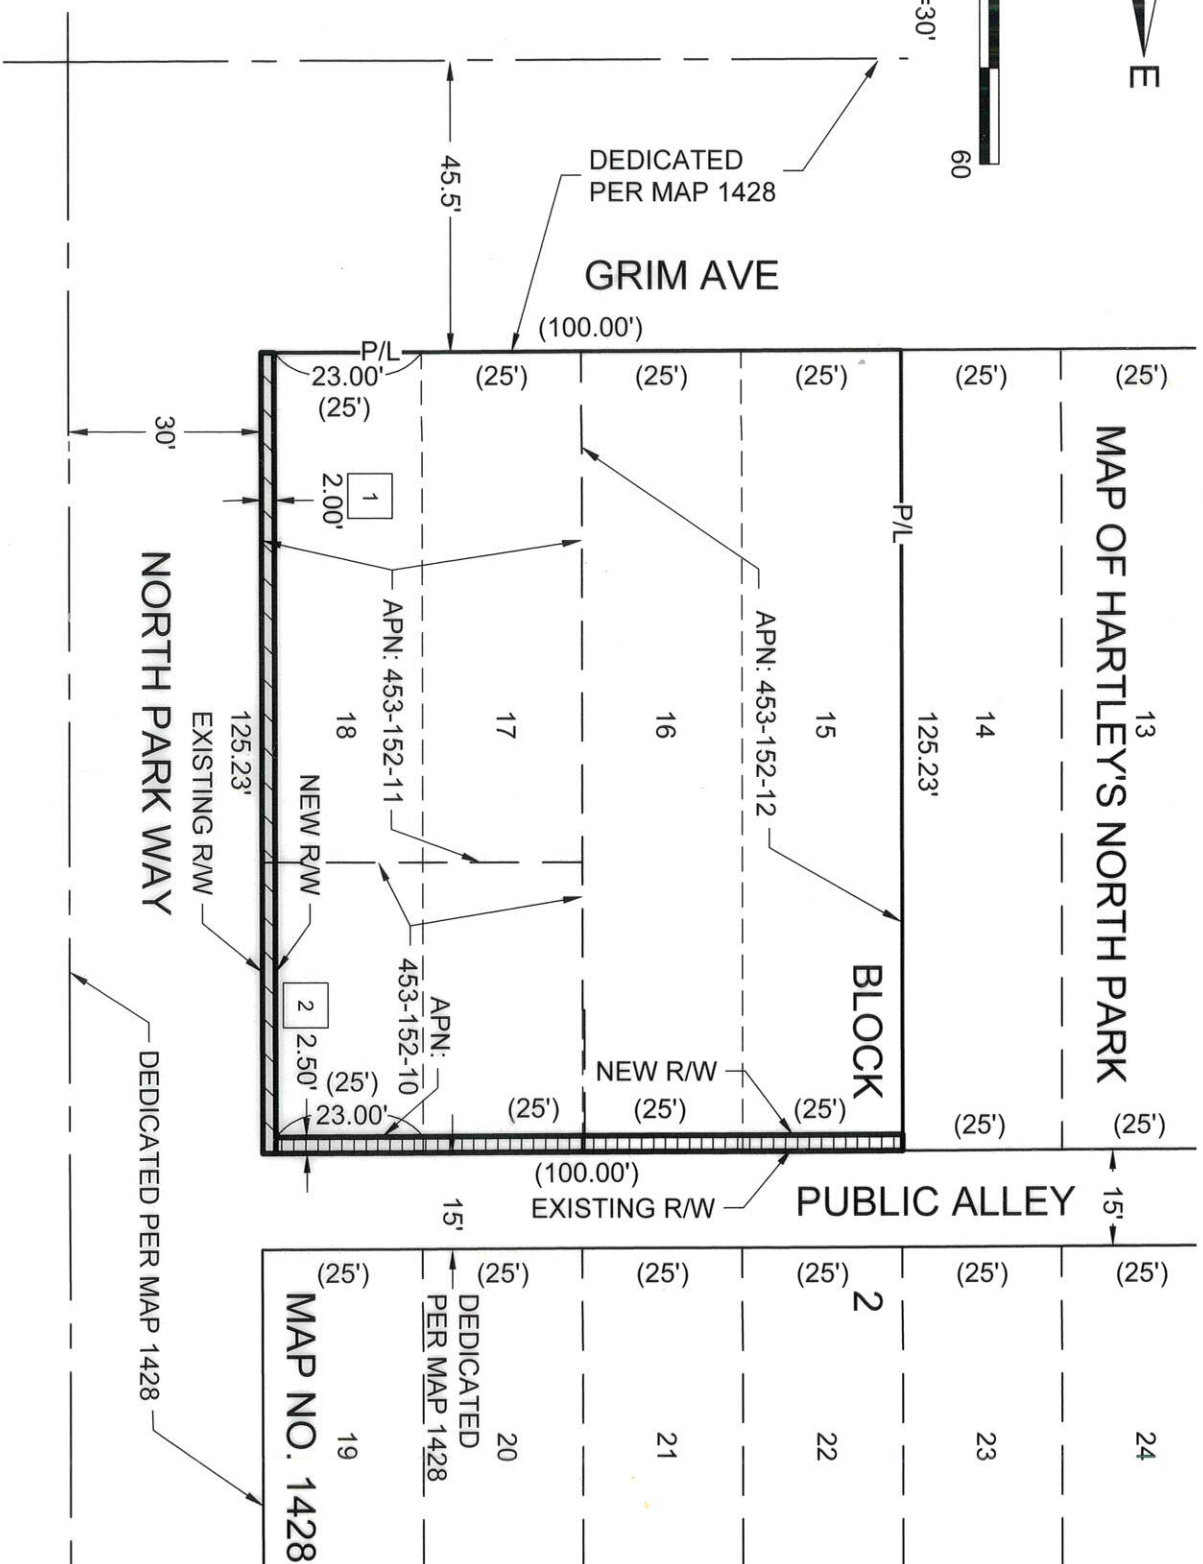 =30'
60
E
DEDICATED
PER MAP 1428
45.5'
GRIM AVE
(100.00')
P/L
23.00'
(25')
(25')
(25')
(25')
(25')
(25')
30'
1
2.00'
P/L
MAP OF HARTLEY'S NORTH PARK
NORTH PARK WAY
APN: 453-152-11
APN: 453-152-12
125.23'
EXISTING R/W
NEW R/W
18
17
16
15
125.23'
14
13
BLOCK
2
2.50'
(25')
23.00'
APN:
453-152-10
NEW R/W
(25')
(25')
(25')
(25')
(25')
(100.00')
EXISTING R/W
PUBLIC ALLEY
15'
15'
DEDICATED PER MAP 1428
(25')
(25')
(25')
(25')
(25')
(25')
2
MAP NO. 1428
DEDICATED
PER MAP 1428
19
20
21
22
23
24